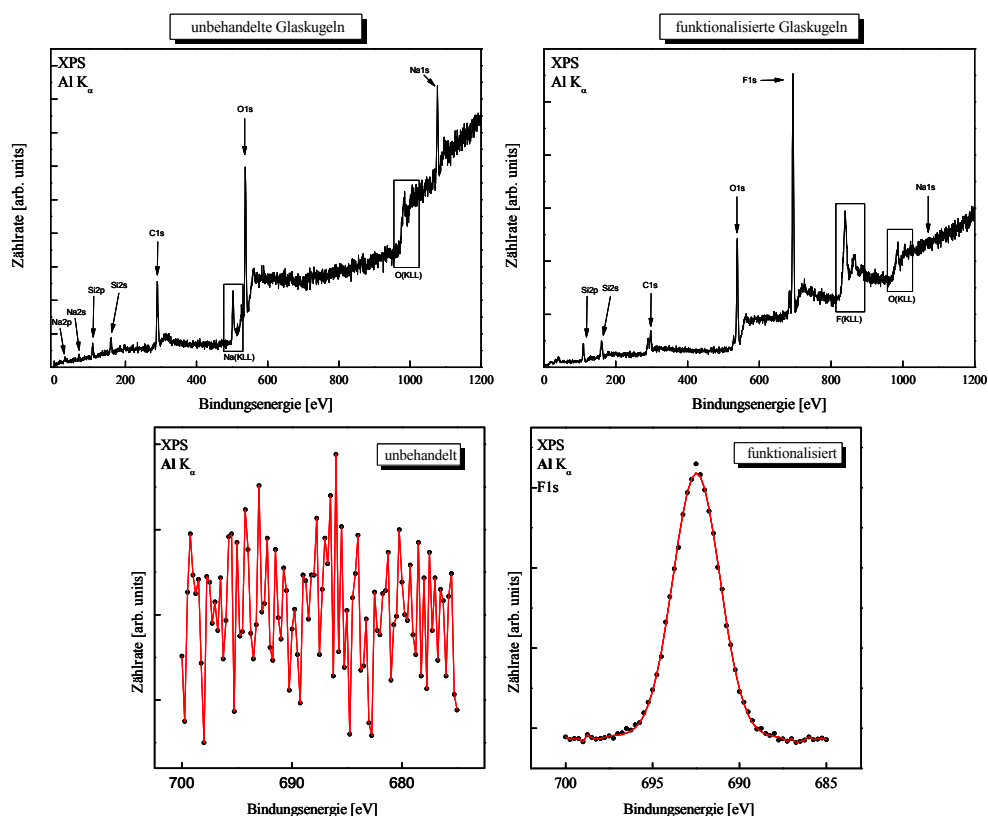 unbehandelte Glaskugeln
XPS
Al Kα
Zählrate [arb. units]
Na2p
Na2s
Si2p
Si2s
C1s
Na(KLL)
O1s
O(KLL)
Na1s
0 200 400 600 800 1000 1200
Bindungsenergie [eV]
funktionalisierte Glaskugeln
XPS
Al Kα
Zählrate [arb. units]
Si2p
Si2s
C1s
O1s
F1s
F(KLL)
O(KLL)
Na1s
0 200 400 600 800 1000 1200
Bindungsenergie [eV]
XPS
Al Kα
unbehandelt
Zählrate [arb. units]
700 690 680
Bindungsenergie [eV]
XPS
Al Kα
F1s
funktionalisiert
Zählrate [arb. units]
700 695 690 685
Bindungsenergie [eV]